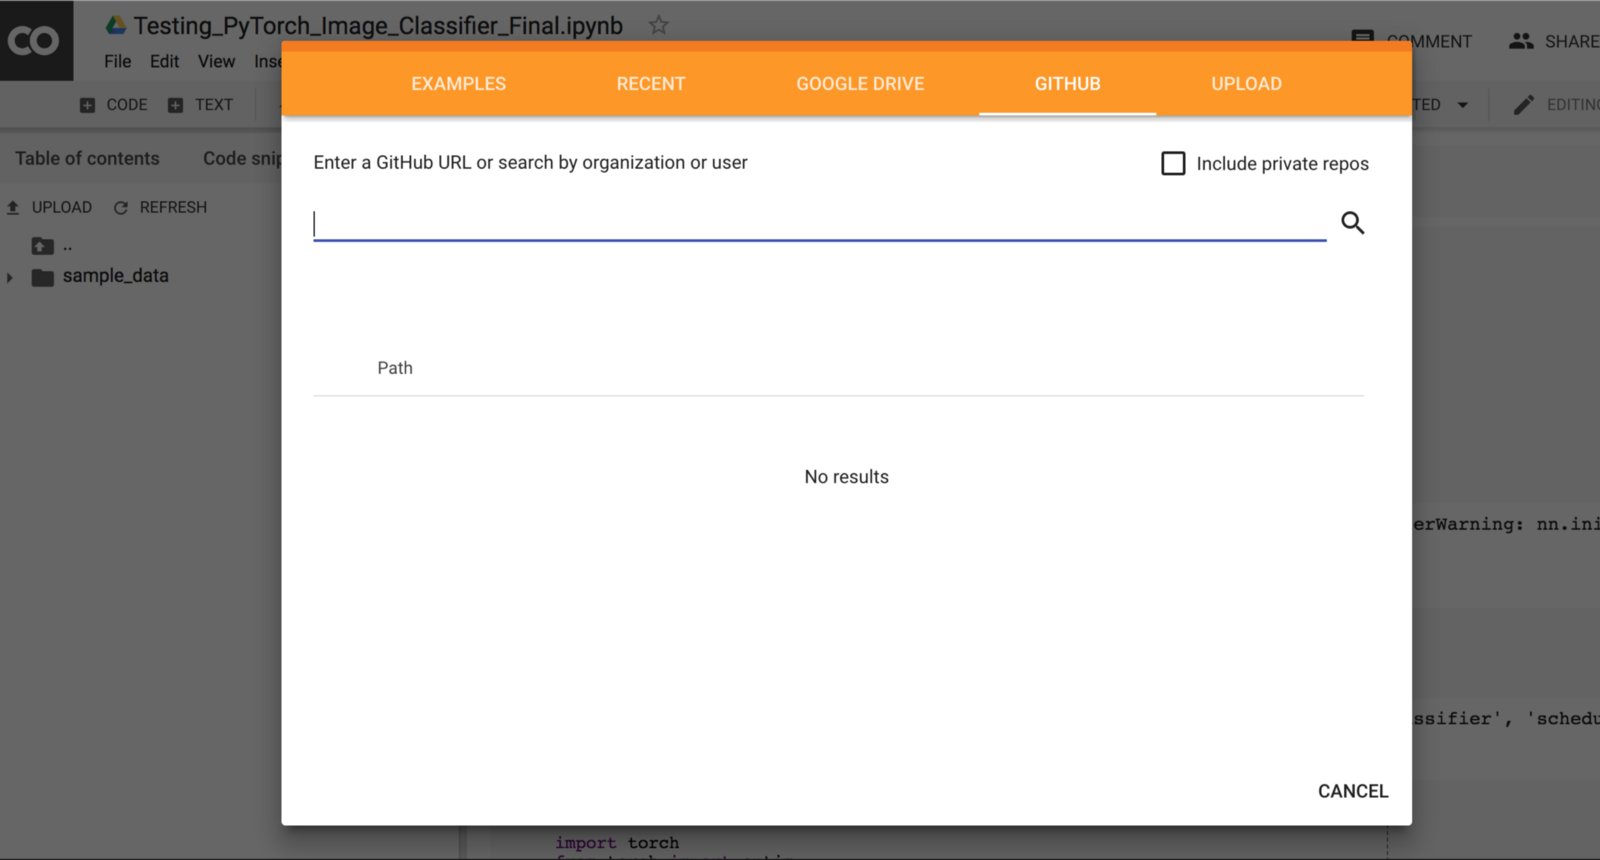 CO
Testing_PyTorch_Image_Classifier_Final.ipynb
File Edit View Inse
COMMENT SHARE
EXAMPLES RECENT GOOGLE DRIVE GITHUB UPLOAD
CODE TEXT
TED EDITING
Table of contents Code snip
Enter a GitHub URL or search by organization or user
Include private repos
UPLOAD REFRESH
..
sample_data
Path
No results
erWarning: nn.ini
ssifier', 'schedu
CANCEL
import torch